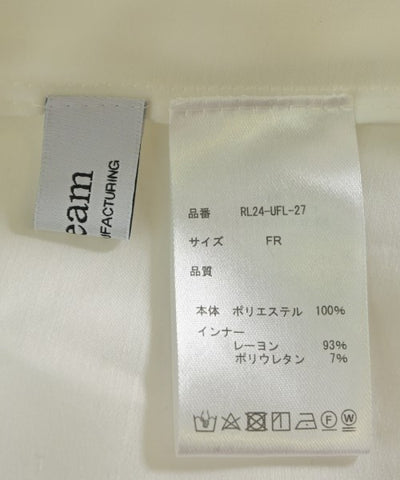 eam
FACTURING
品番 RL24-UFL-27
サイズ FR
品質
本体 ポリエステル 100%
インナー
レーヨン 93%
ポリウレタン 7%
F W